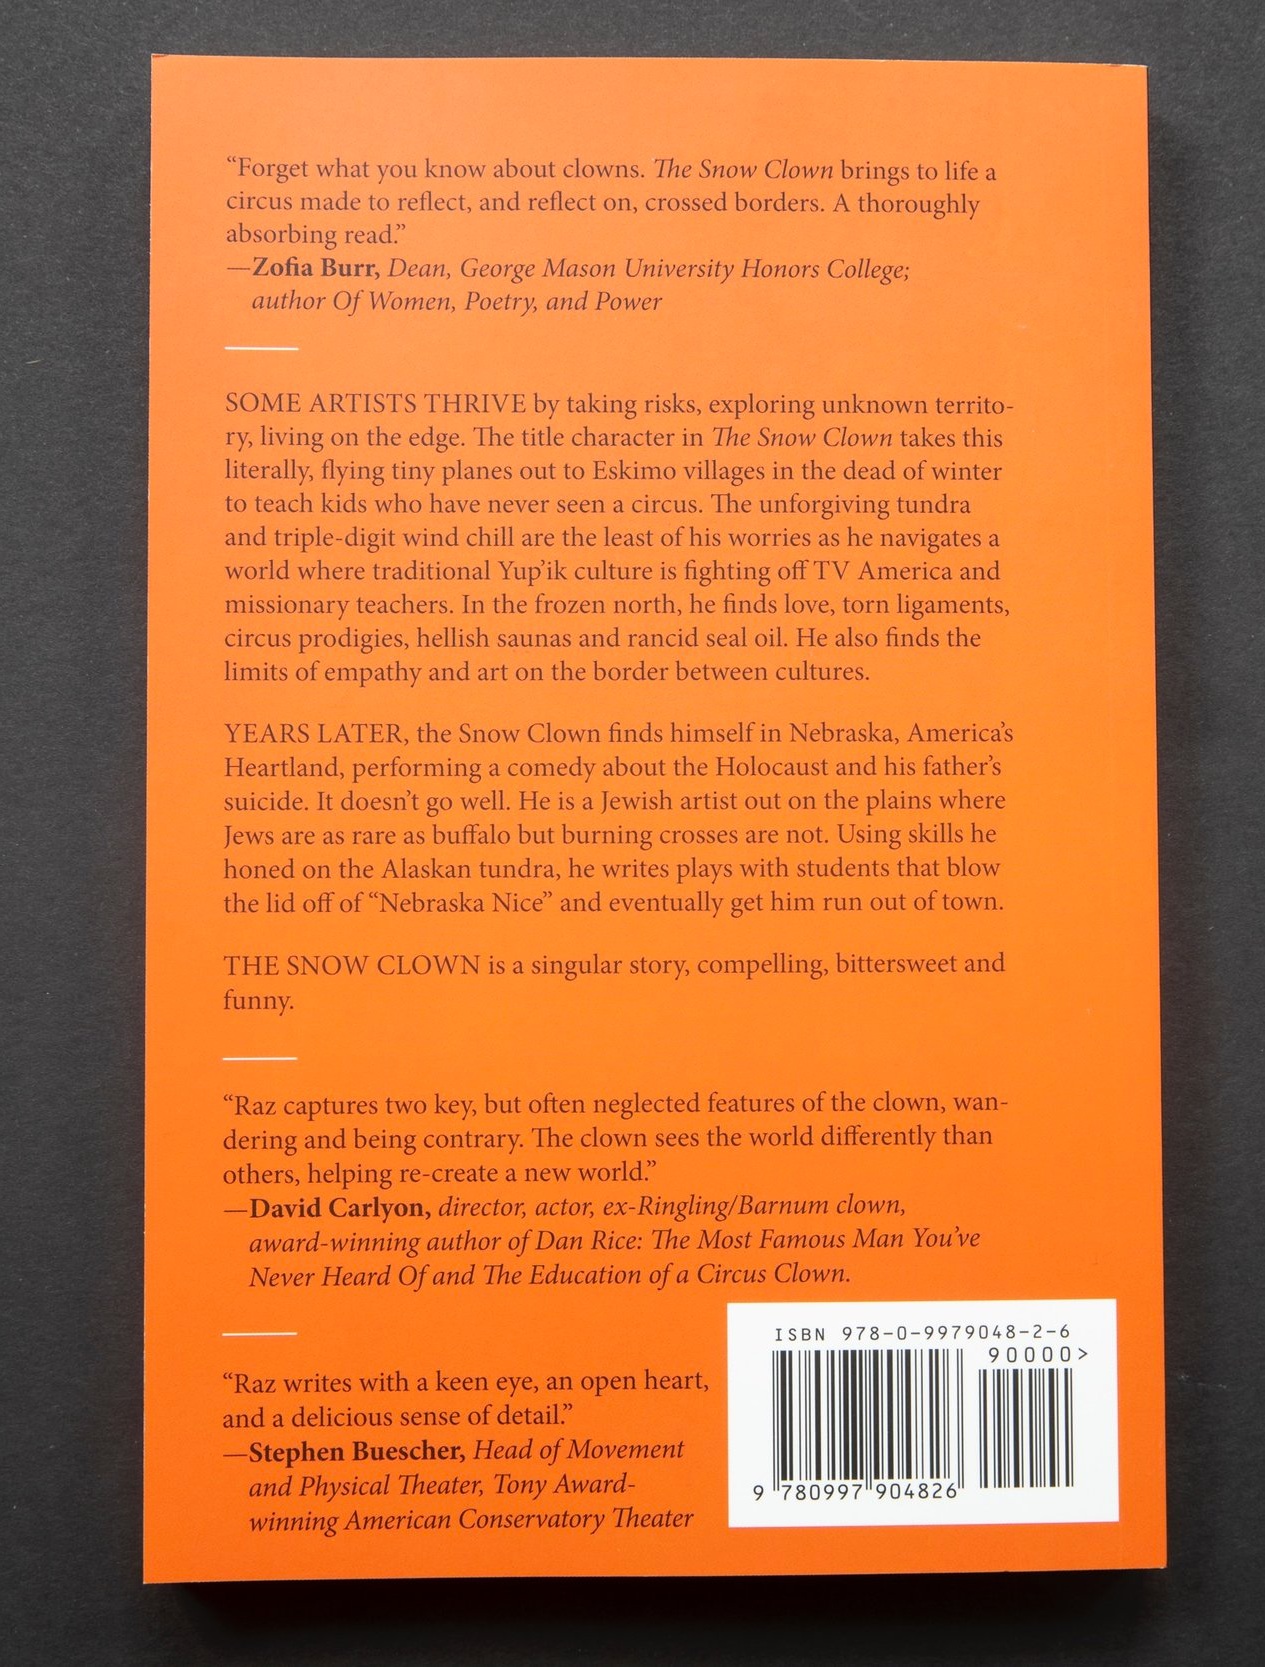 “Forget what you know about clowns. The Snow Clown brings to life a
circus made to reflect, and reflect on, crossed borders. A thoroughly
absorbing read.”
—Zofia Burr, Dean, George Mason University Honors College;
author Of Women, Poetry, and Power
SOME ARTISTS THRIVE by taking risks, exploring unknown territo-
ry, living on the edge. The title character in The Snow Clown takes this
literally, flying tiny planes out to Eskimo villages in the dead of winter
to teach kids who have never seen a circus. The unforgiving tundra
and triple-digit wind chill are the least of his worries as he navigates a
world where traditional Yup’ik culture is fighting off TV America and
missionary teachers. In the frozen north, he finds love, torn ligaments,
circus prodigies, hellish saunas and rancid seal oil. He also finds the
limits of empathy and art on the border between cultures.
YEARS LATER, the Snow Clown finds himself in Nebraska, America’s
Heartland, performing a comedy about the Holocaust and his father’s
suicide. It doesn’t go well. He is a Jewish artist out on the plains where
Jews are as rare as buffalo but burning crosses are not. Using skills he
honed on the Alaskan tundra, he writes plays with students that blow
the lid off of “Nebraska Nice” and eventually get him run out of town.
THE SNOW CLOWN is a singular story, compelling, bittersweet and
funny.
“Raz captures two key, but often neglected features of the clown, wan-
dering and being contrary. The clown sees the world differently than
others, helping re-create a new world.”
—David Carlyon, director, actor, ex-Ringling/Barnum clown,
award-winning author of Dan Rice: The Most Famous Man You’ve
Never Heard Of and The Education of a Circus Clown.
“Raz writes with a keen eye, an open heart,
and a delicious sense of detail.”
—Stephen Buescher, Head of Movement
and Physical Theater, Tony Award-
winning American Conservatory Theater
ISBN 978-0-9979048-2-6
90000>
9 780997 904826